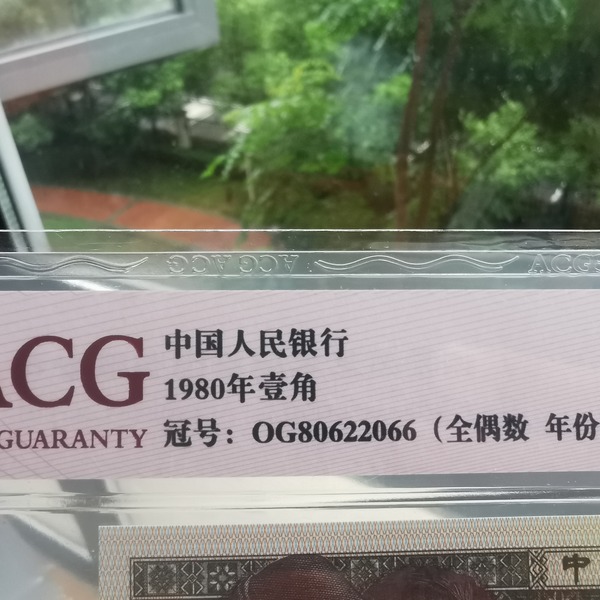 ACG ACG ACG
ACG
GUARANTY
中国人民银行
1980年壹角
冠号：OG80622066（全偶数 年份
中